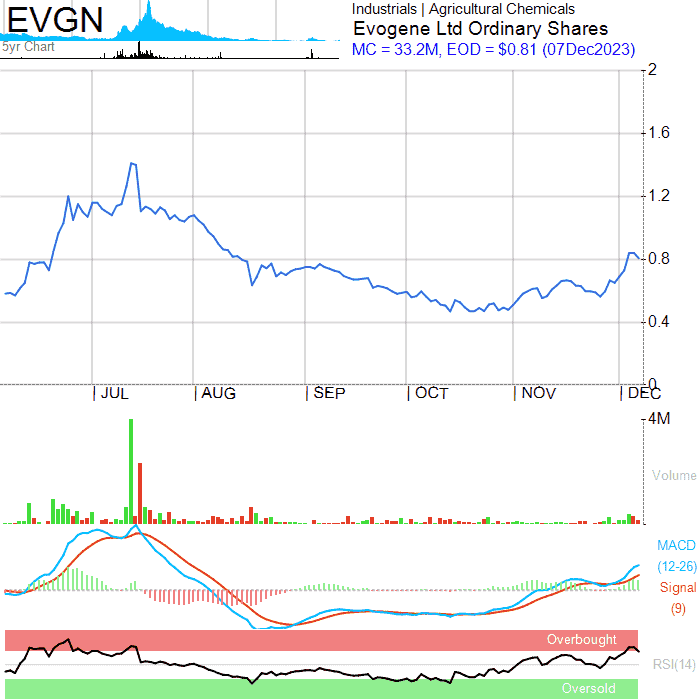 EVGN
5yr Chart
Industrials | Agricultural Chemicals
Evogene Ltd Ordinary Shares
MC = 33.2M, EOD = $0.81 (07Dec2023)
2
1.6
1.2
0.8
0.4
0
JUL AUG SEP OCT NOV DEC
4M
Volume
MACD
(12-26)
Signal
(9)
Overbought
RSI(14)
Oversold